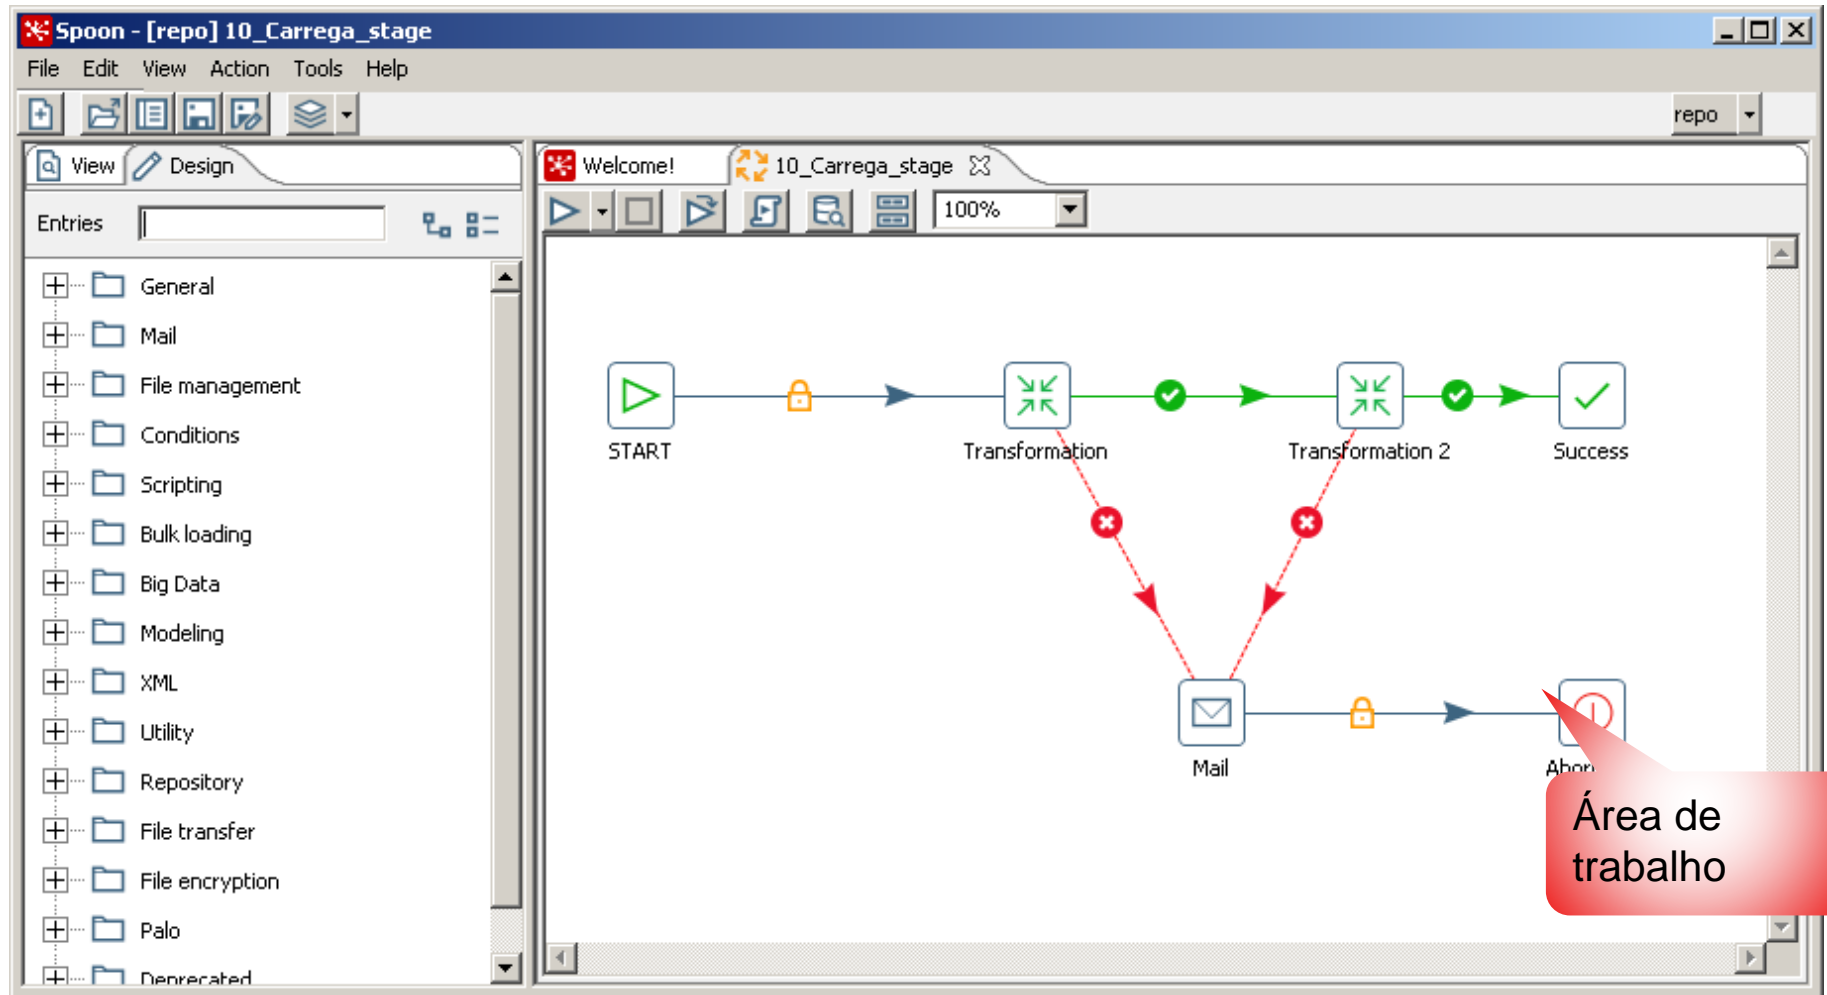 Spoon - [repo] 10_Carrega_stage
File Edit View Action Tools Help
repo
View Design
Welcome! 10_Carrega_stage
Entries
100%
General
Mail
File management
Conditions
Scripting
Bulk loading
Big Data
Modeling
XML
Utility
Repository
File transfer
File encryption
Palo
Deprecated
START
Transformation
Transformation 2
Success
Mail
Área de
trabalho